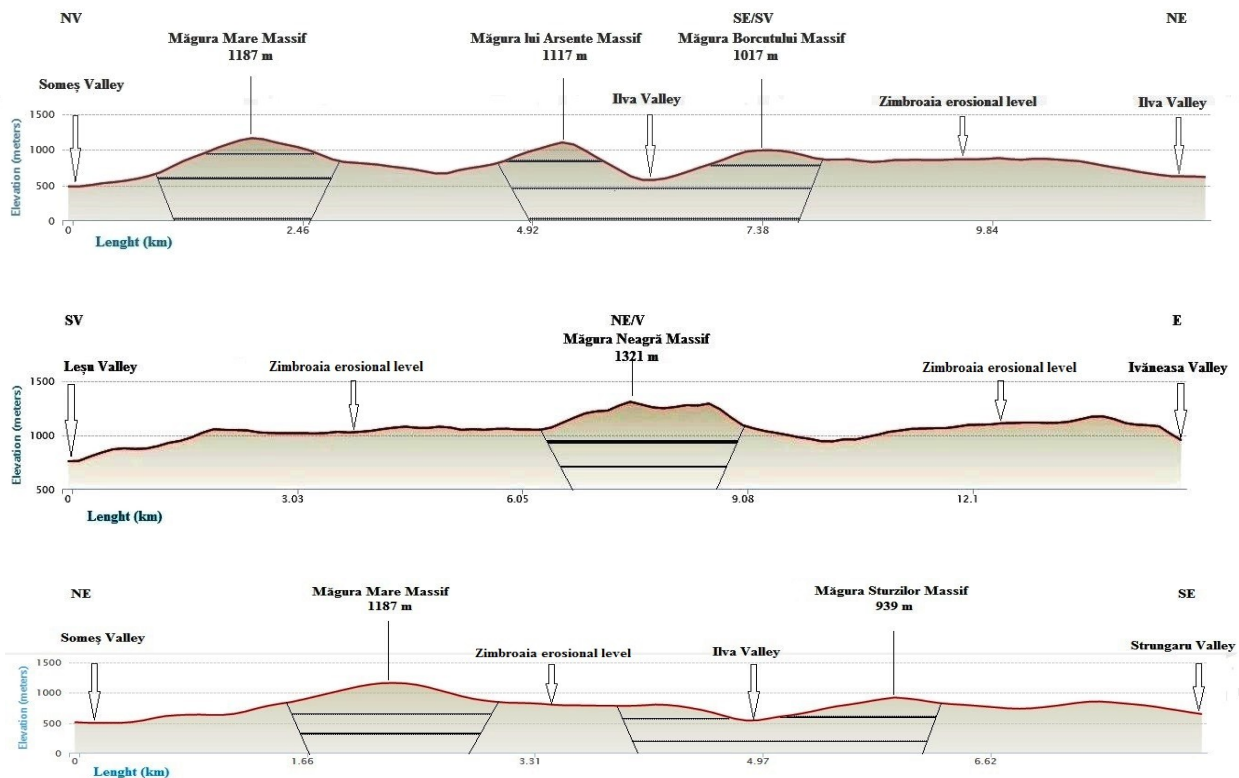 NV SE/SV NE
Măgura Mare Massif Măgura lui Arsente Massif Măgura Borcutului Massif
1187 m 1117 m 1017 m
Someș Valley Ilva Valley Zimbroaia erosional level Ilva Valley
1500
1000
500
0
Elevation (meters)
0 2.46 4.92 7.38 9.84
Lenght (km)
SV NE/V E
Măgura Neagră Massif
1321 m
Leșu Valley Zimbroaia erosional level Zimbroaia erosional level Ivăneasa Valley
1500
1000
500
Elevation (meters)
0 3.03 6.05 9.08 12.1
Lenght (km)
NE Măgura Mare Massif Măgura Sturzilor Massif SE
1187 m 939 m
Someș Valley Zimbroaia erosional level Ilva Valley Strungaru Valley
1500
1000
500
0
Elevation (meters)
0 1.66 3.31 4.97 6.62
Lenght (km)